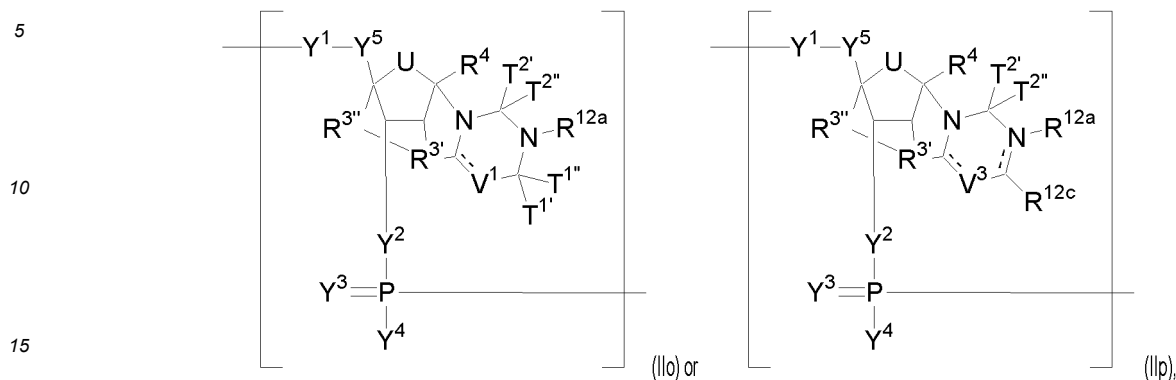 5
Y¹ Y⁵ U R⁴ T²' T²'' N R¹²ᵃ N R³'' R³' V¹ T¹'' T¹' Y² Y³ P Y⁴
10
15
(IIo) or
Y¹ Y⁵ U R⁴ T²' T²'' N R¹²ᵃ N R³'' R³' V³ R¹²ᶜ Y² Y³ P Y⁴
(IIp),